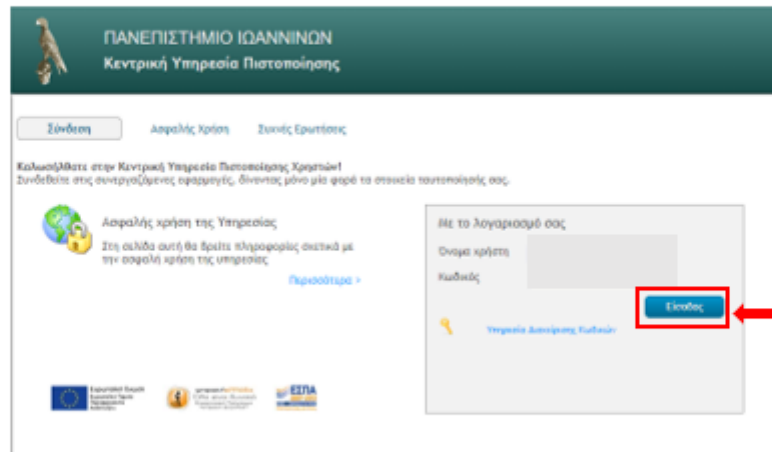 ΠΑΝΕΠΙΣΤΗΜΙΟ ΙΩΑΝΝΙΝΩΝ
Κεντρική Υπηρεσία Πιστοποίησης
Σύνδεση
Ασφαλής Χρήση
Συχνές Ερωτήσεις
Καλωσήλθατε στην Κεντρική Υπηρεσία Πιστοποίησης Χρηστών!
Συνδεθείτε στις συνεργαζόμενες εφαρμογές, δίνοντας μόνο μία φορά τα στοιχεία ταυτοποίησής σας.
Ασφαλής χρήση της Υπηρεσίας
Στη σελίδα αυτή θα βρείτε πληροφορίες σχετικά με
την ασφαλή χρήση της υπηρεσίας
Περισσότερα >
Με το λογαριασμό σας
Όνομα χρήστη
Κωδικός
Είσοδος
Υπηρεσία Διαχείρισης Κωδικών
ΕΣΠΑ